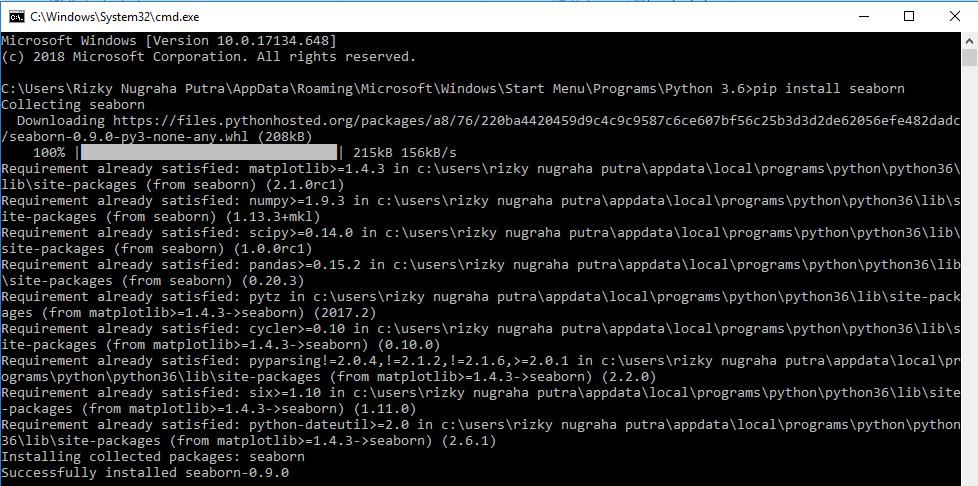 C:\Windows\System32\cmd.exe
Microsoft Windows [Version 10.0.17134.648]
(c) 2018 Microsoft Corporation. All rights reserved.
C:\Users\Rizky Nugraha Putra\AppData\Roaming\Microsoft\Windows\Start Menu\Programs\Python 3.6>pip install seaborn
Collecting seaborn
  Downloading https://files.pythonhosted.org/packages/a8/76/220ba4420459d9c4c9c9587c6ce607bf56c25b3d3d2de62056efe482dadc
/seaborn-0.9.0-py3-none-any.whl (208kB)
    100% |████████████████████████████████| 215kB 156kB/s
Requirement already satisfied: matplotlib>=1.4.3 in c:\users\rizky nugraha putra\appdata\local\programs\python\python36\
lib\site-packages (from seaborn) (2.1.0rc1)
Requirement already satisfied: numpy>=1.9.3 in c:\users\rizky nugraha putra\appdata\local\programs\python\python36\lib\s
ite-packages (from seaborn) (1.13.3+mkl)
Requirement already satisfied: scipy>=0.14.0 in c:\users\rizky nugraha putra\appdata\local\programs\python\python36\lib\
site-packages (from seaborn) (1.0.0rc1)
Requirement already satisfied: pandas>=0.15.2 in c:\users\rizky nugraha putra\appdata\local\programs\python\python36\lib
\site-packages (from seaborn) (0.20.3)
Requirement already satisfied: pytz in c:\users\rizky nugraha putra\appdata\local\programs\python\python36\lib\site-pack
ages (from matplotlib>=1.4.3->seaborn) (2017.2)
Requirement already satisfied: cycler>=0.10 in c:\users\rizky nugraha putra\appdata\local\programs\python\python36\lib\s
ite-packages (from matplotlib>=1.4.3->seaborn) (0.10.0)
Requirement already satisfied: pyparsing!=2.0.4,!=2.1.2,!=2.1.6,>=2.0.1 in c:\users\rizky nugraha putra\appdata\local\pr
ograms\python\python36\lib\site-packages (from matplotlib>=1.4.3->seaborn) (2.2.0)
Requirement already satisfied: six>=1.10 in c:\users\rizky nugraha putra\appdata\local\programs\python\python36\lib\site
-packages (from matplotlib>=1.4.3->seaborn) (1.11.0)
Requirement already satisfied: python-dateutil>=2.0 in c:\users\rizky nugraha putra\appdata\local\programs\python\python
36\lib\site-packages (from matplotlib>=1.4.3->seaborn) (2.6.1)
Installing collected packages: seaborn
Successfully installed seaborn-0.9.0